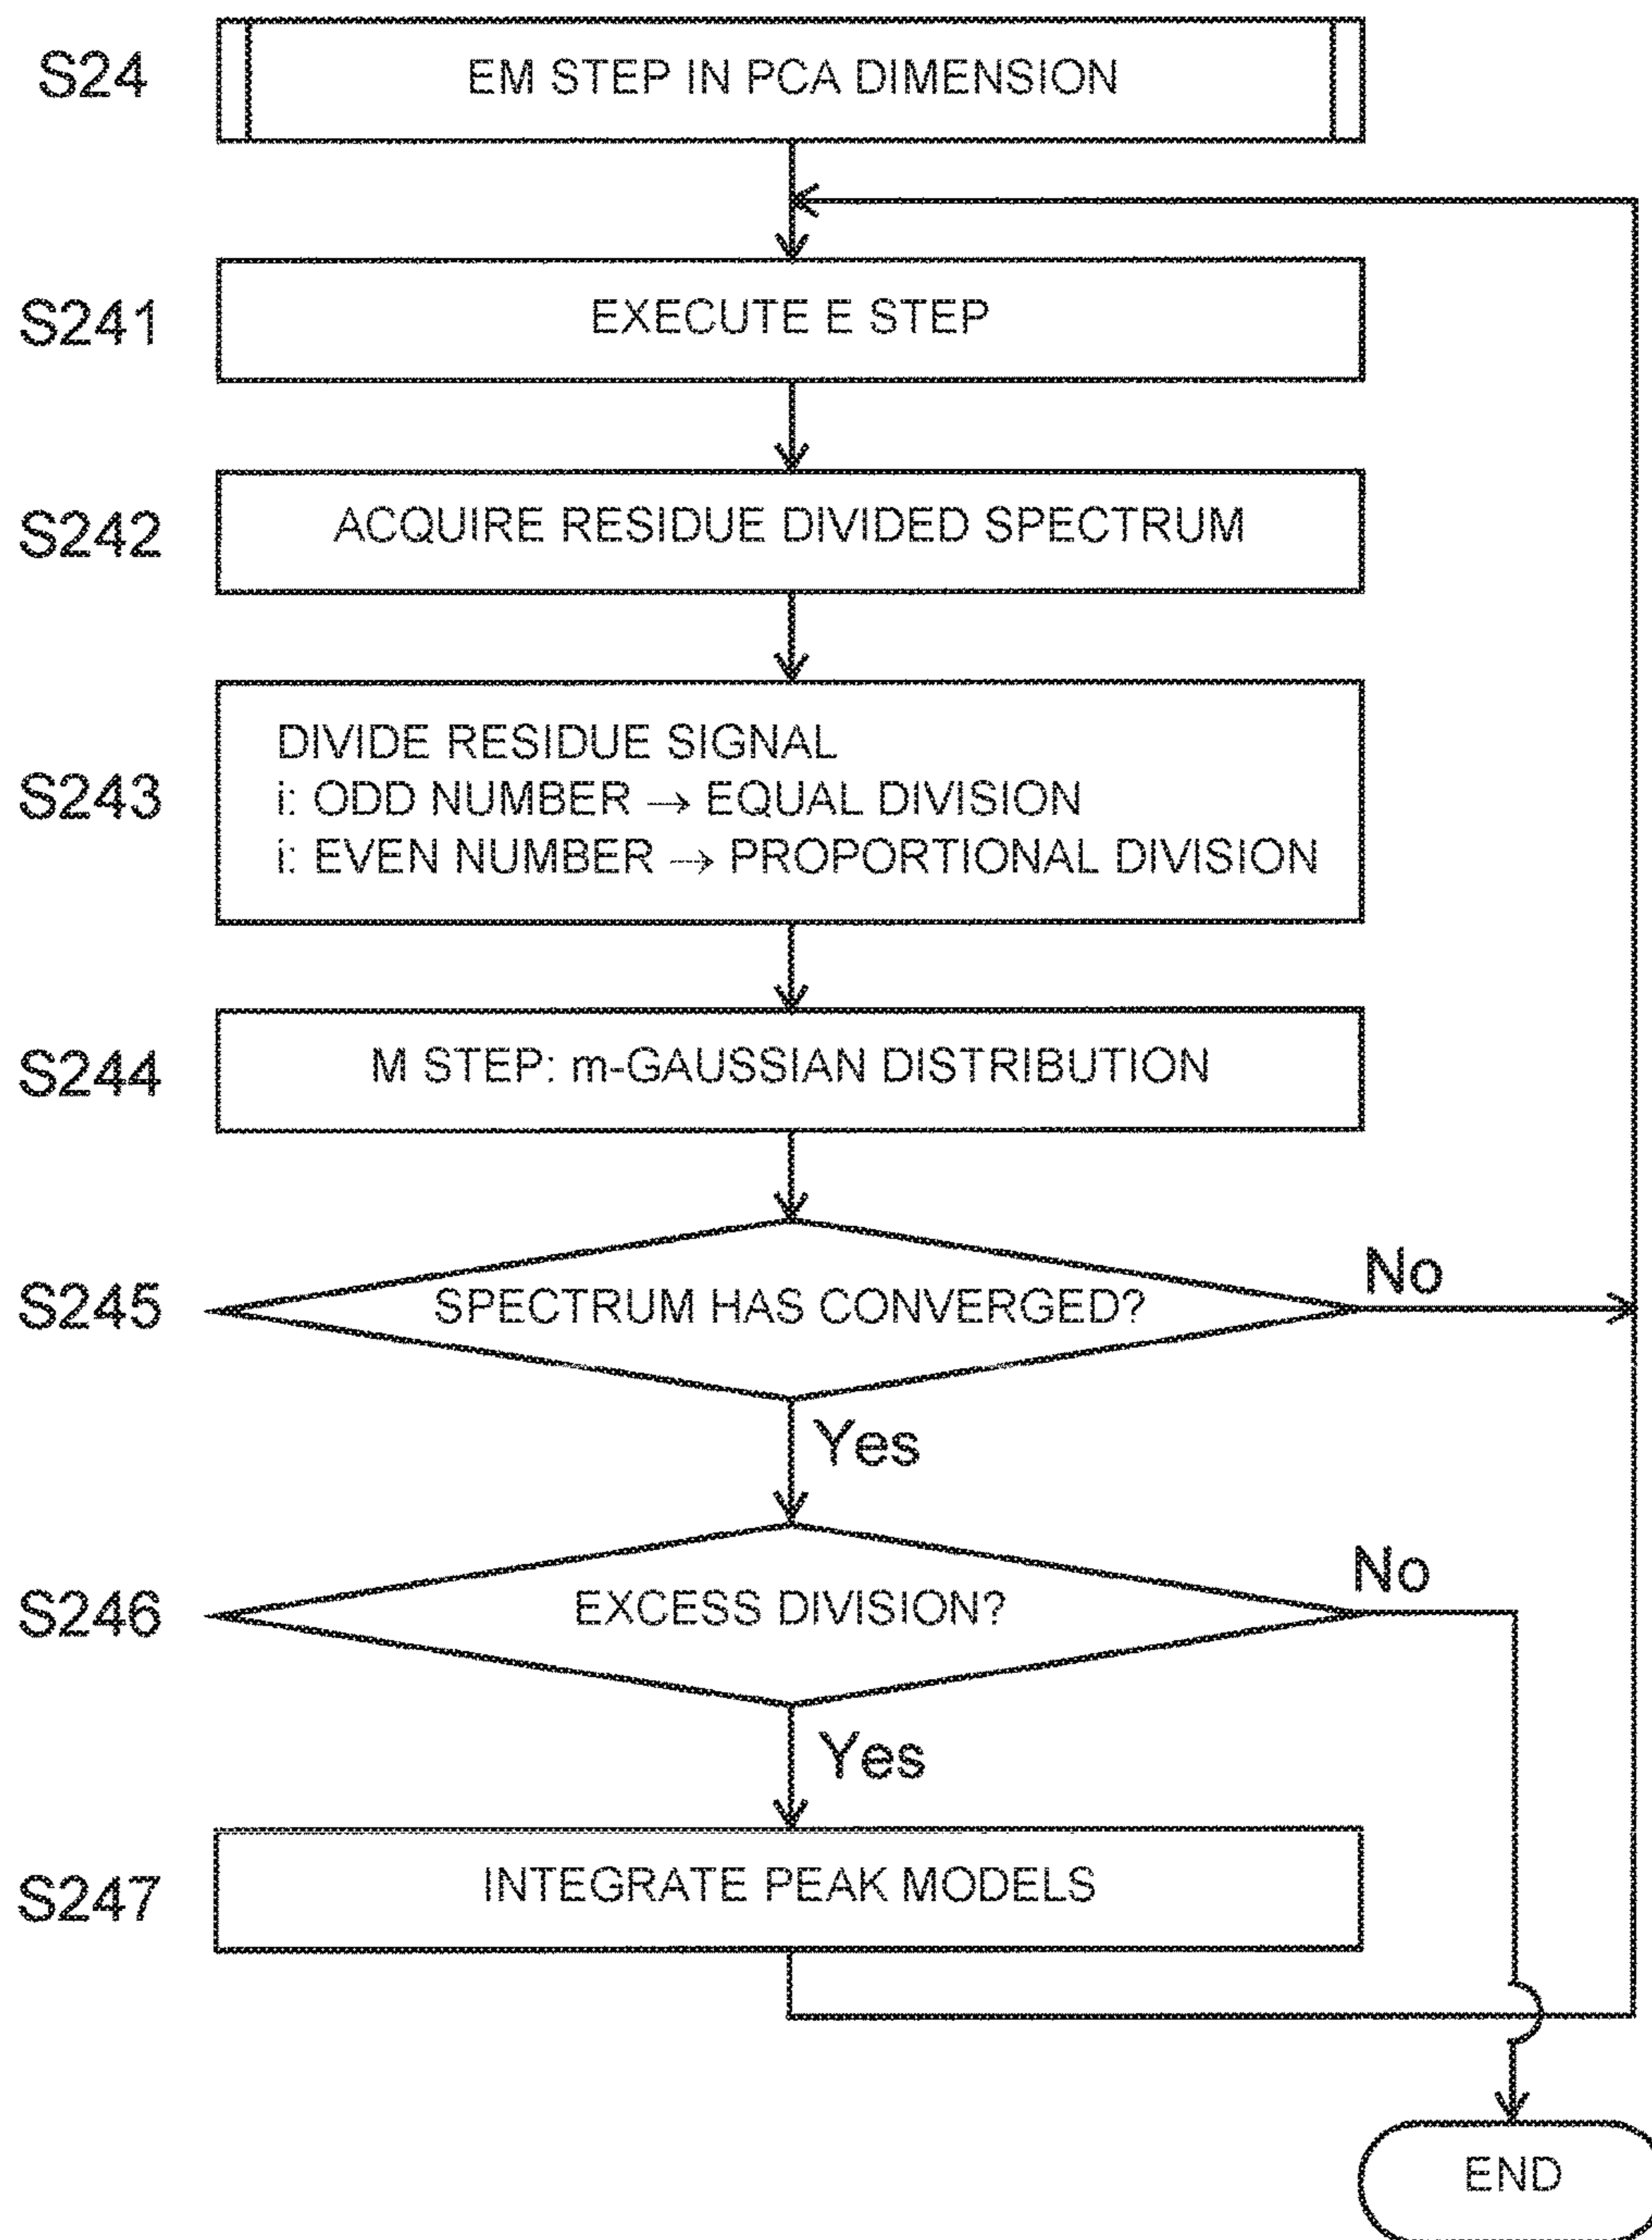 S24
EM STEP IN PCA DIMENSION
S241
EXECUTE E STEP
S242
ACQUIRE RESIDUE DIVIDED SPECTRUM
S243
DIVIDE RESIDUE SIGNAL
i: ODD NUMBER → EQUAL DIVISION
i: EVEN NUMBER → PROPORTIONAL DIVISION
S244
M STEP: m-GAUSSIAN DISTRIBUTION
S245
SPECTRUM HAS CONVERGED?
No
Yes
S246
EXCESS DIVISION?
No
Yes
S247
INTEGRATE PEAK MODELS
END